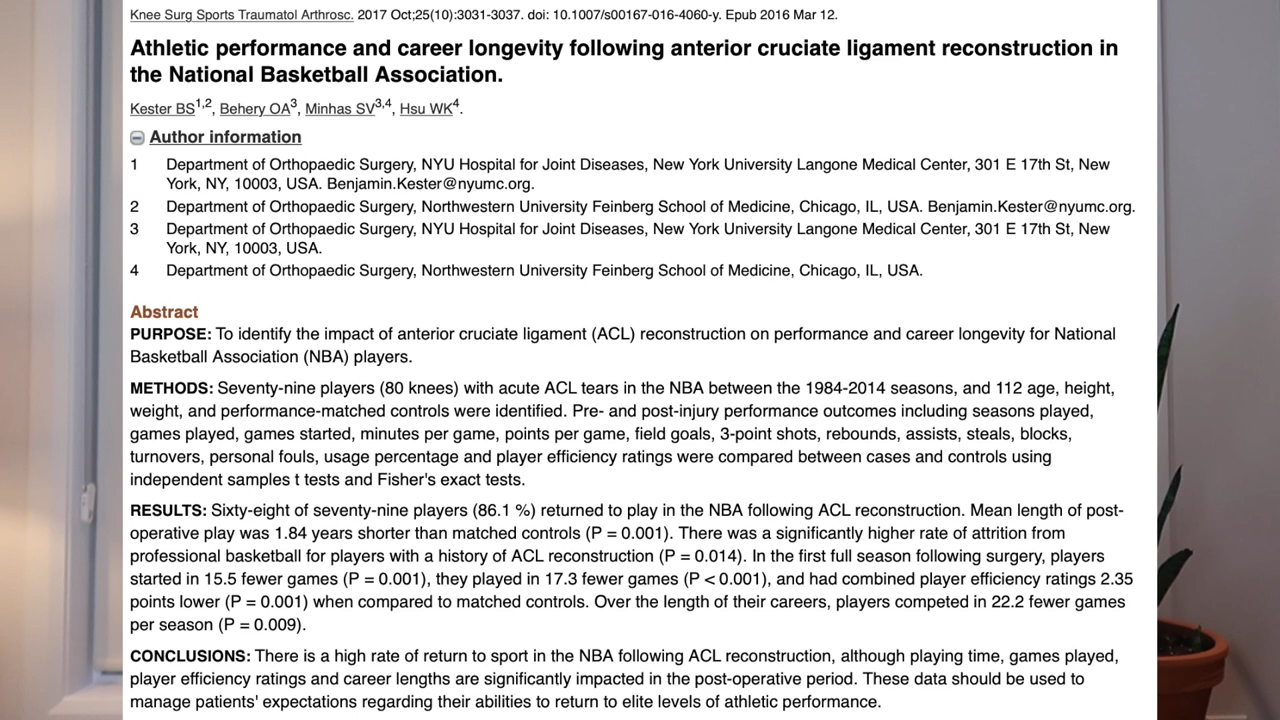 Knee Surg Sports Traumatol Arthrosc. 2017 Oct;25(10):3031-3037. doi: 10.1007/s00167-016-4060-y. Epub 2016 Mar 12.
Athletic performance and career longevity following anterior cruciate ligament reconstruction in
the National Basketball Association.
Kester BS1,2, Behery OA3, Minhas SV3,4, Hsu WK4.
Author information
1 Department of Orthopaedic Surgery, NYU Hospital for Joint Diseases, New York University Langone Medical Center, 301 E 17th St, New
York, NY, 10003, USA. Benjamin.Kester@nyumc.org.
2 Department of Orthopaedic Surgery, Northwestern University Feinberg School of Medicine, Chicago, IL, USA. Benjamin.Kester@nyumc.org.
3 Department of Orthopaedic Surgery, NYU Hospital for Joint Diseases, New York University Langone Medical Center, 301 E 17th St, New
York, NY, 10003, USA.
4 Department of Orthopaedic Surgery, Northwestern University Feinberg School of Medicine, Chicago, IL, USA.
Abstract
PURPOSE: To identify the impact of anterior cruciate ligament (ACL) reconstruction on performance and career longevity for National
Basketball Association (NBA) players.
METHODS: Seventy-nine players (80 knees) with acute ACL tears in the NBA between the 1984-2014 seasons, and 112 age, height,
weight, and performance-matched controls were identified. Pre- and post-injury performance outcomes including seasons played,
games played, games started, minutes per game, points per game, field goals, 3-point shots, rebounds, assists, steals, blocks,
turnovers, personal fouls, usage percentage and player efficiency ratings were compared between cases and controls using
independent samples t tests and Fisher's exact tests.
RESULTS: Sixty-eight of seventy-nine players (86.1 %) returned to play in the NBA following ACL reconstruction. Mean length of post-
operative play was 1.84 years shorter than matched controls (P = 0.001). There was a significantly higher rate of attrition from
professional basketball for players with a history of ACL reconstruction (P = 0.014). In the first full season following surgery, players
started in 15.5 fewer games (P = 0.001), they played in 17.3 fewer games (P < 0.001), and had combined player efficiency ratings 2.35
points lower (P = 0.001) when compared to matched controls. Over the length of their careers, players competed in 22.2 fewer games
per season (P = 0.009).
CONCLUSIONS: There is a high rate of return to sport in the NBA following ACL reconstruction, although playing time, games played,
player efficiency ratings and career lengths are significantly impacted in the post-operative period. These data should be used to
manage patients' expectations regarding their abilities to return to elite levels of athletic performance.